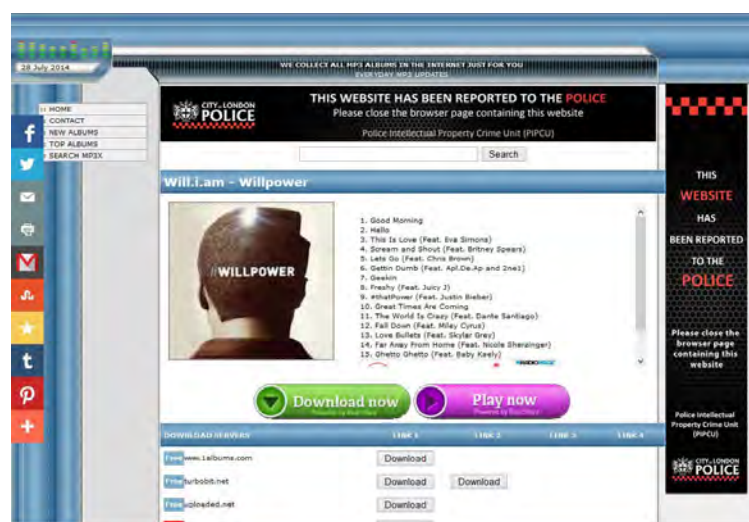 28 July 2014
WE COLLECT ALL MP3 ALBUMS IN THE INTERNET JUST FOR YOU
EVERYDAY MP3 UPDATES
HOME
CONTACT
NEW ALBUMS
TOP ALBUMS
SEARCH MP3X
CITY OF LONDON
POLICE
THIS WEBSITE HAS BEEN REPORTED TO THE POLICE
Please close the browser page containing this website
Police Intellectual Property Crime Unit (PIPCU)
Search
Will.i.am - Willpower
#WILLPOWER
1. Good Morning
2. Hello
3. This Is Love (Feat. Eva Simons)
4. Scream and Shout (Feat. Britney Spears)
5. Lets Go (Feat. Chris Brown)
6. Gettin Dumb (Feat. Apl.De.Ap and 2ne1)
7. Geekin
8. Freshy (Feat. Juicy J)
9. #thatPower (Feat. Justin Bieber)
10. Great Times Are Coming
11. The World Is Crazy (Feat. Dante Santiago)
12. Fall Down (Feat. Miley Cyrus)
13. Love Bullets (Feat. Skylar Grey)
14. Far Away From Home (Feat. Nicole Sherzinger)
15. Ghetto Ghetto (Feat. Baby Kaely)
Download now
Play now
DOWNLOAD SERVERS LINK 1 LINK 2 LINK 3 LINK 4
Free www.1albums.com Download
Free turbobit.net Download Download
Free uploaded.net Download
THIS
WEBSITE
HAS
BEEN REPORTED
TO THE
POLICE
Please close the
browser page
containing this
website
Police Intellectual
Property Crime Unit
(PIPCU)
CITY OF LONDON
POLICE